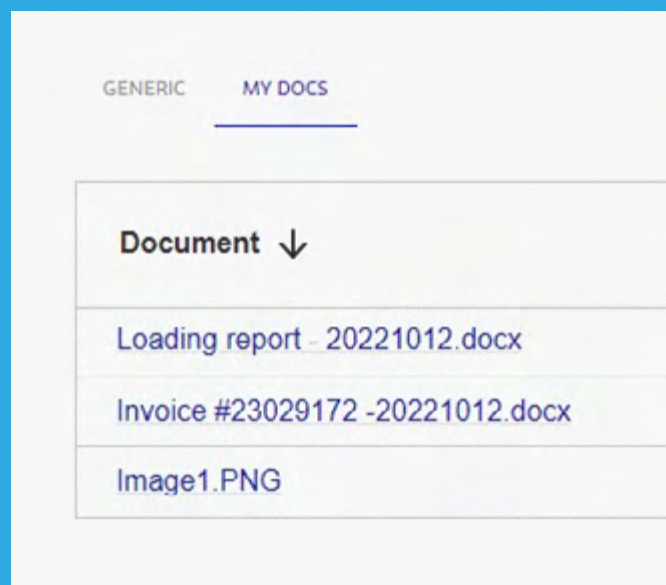 GENERIC MY DOCS
Document ↓
Loading report - 20221012.docx
Invoice #23029172 -20221012.docx
Image1.PNG